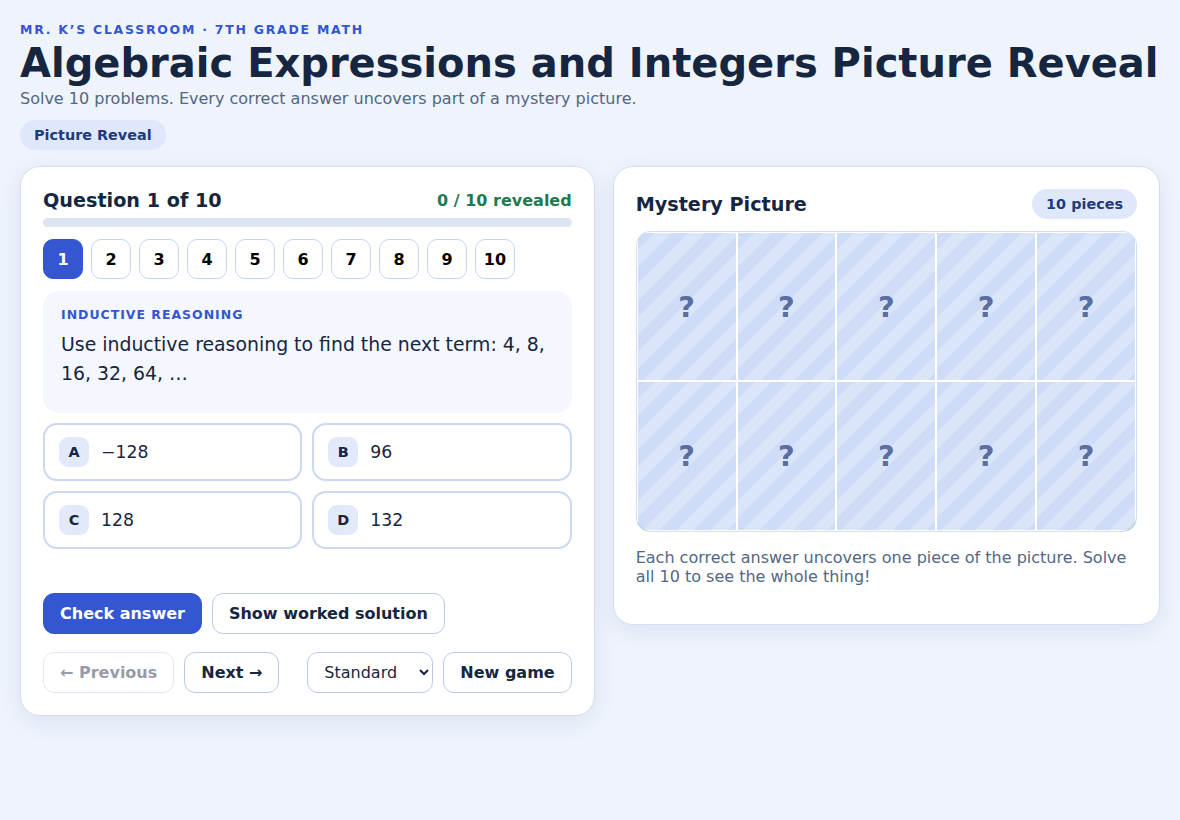 MR. K’S CLASSROOM · 7TH GRADE MATH
Algebraic Expressions and Integers Picture Reveal
Solve 10 problems. Every correct answer uncovers part of a mystery picture.
Picture Reveal
Question 1 of 10
0 / 10 revealed
1 2 3 4 5 6 7 8 9 10
INDUCTIVE REASONING
Use inductive reasoning to find the next term: 4, 8,
16, 32, 64, …
A −128
B 96
C 128
D 132
Check answer
Show worked solution
← Previous
Next →
Standard
New game
Mystery Picture
10 pieces
? ? ? ? ?
? ? ? ? ?
Each correct answer uncovers one piece of the picture. Solve
all 10 to see the whole thing!